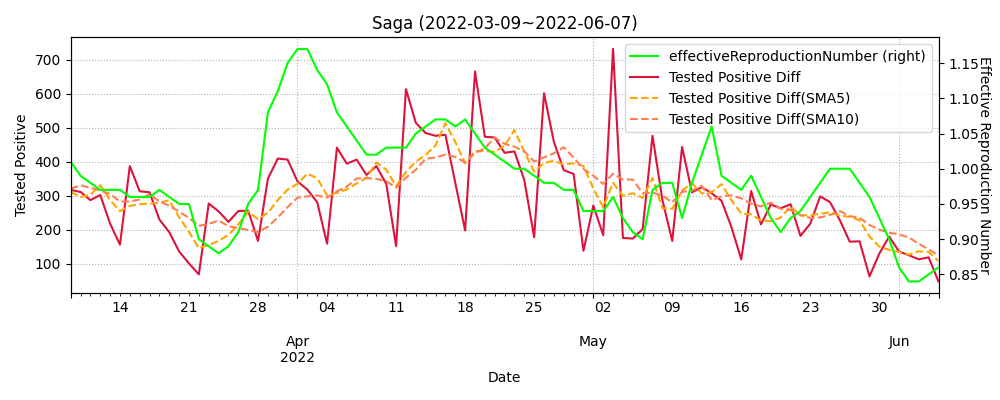 Saga (2022-03-09~2022-06-07)
effectiveReproductionNumber (right)
Tested Positive Diff
Tested Positive Diff(SMA5)
Tested Positive Diff(SMA10)
Tested Positive
700
600
500
400
300
200
100
1.15
1.10
1.05
1.00
0.95
0.90
0.85
Effective Reproduction Number
14 21 28 04 11 18 25 02 09 16 23 30
Apr May Jun
2022
Date